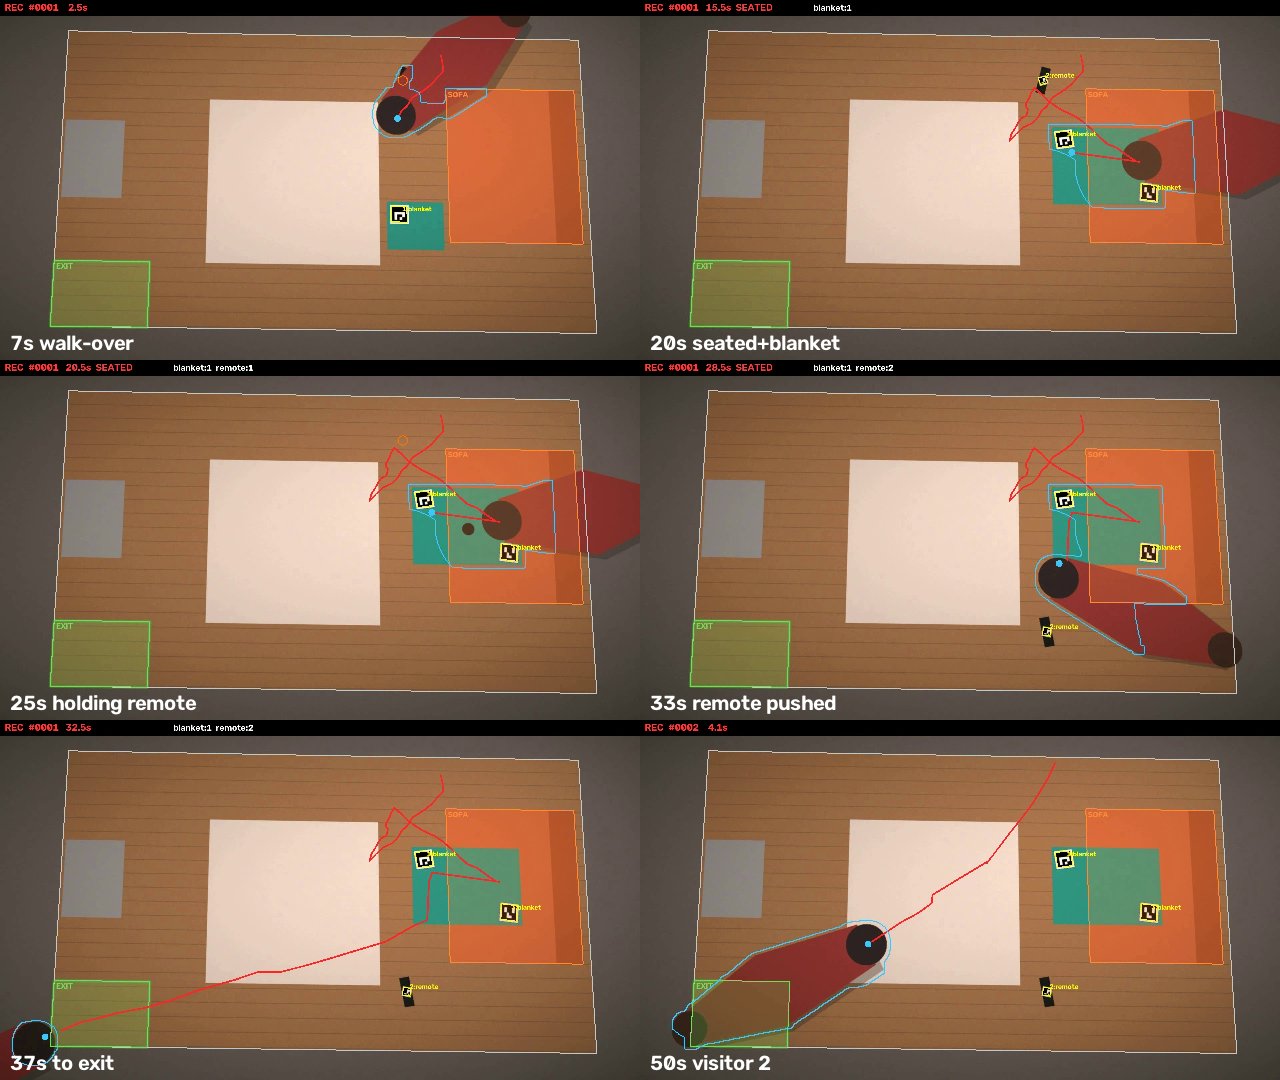 REC #0001 2.5s
SOFA
blanket
EXIT
7s walk-over
REC #0001 15.5s SEATED blanket:1
2:remote
SOFA
blanket
blanket
EXIT
20s seated+blanket
REC #0001 20.5s SEATED blanket:1 remote:1
SOFA
blanket
blanket
EXIT
25s holding remote
REC #0001 28.5s SEATED blanket:1 remote:2
SOFA
blanket
blanket
2:remote
EXIT
33s remote pushed
REC #0001 32.5s blanket:1 remote:2
SOFA
blanket
blanket
2:remote
EXIT
37s to exit
REC #0002 4.1s
SOFA
blanket
blanket
2:remote
EXIT
50s visitor 2